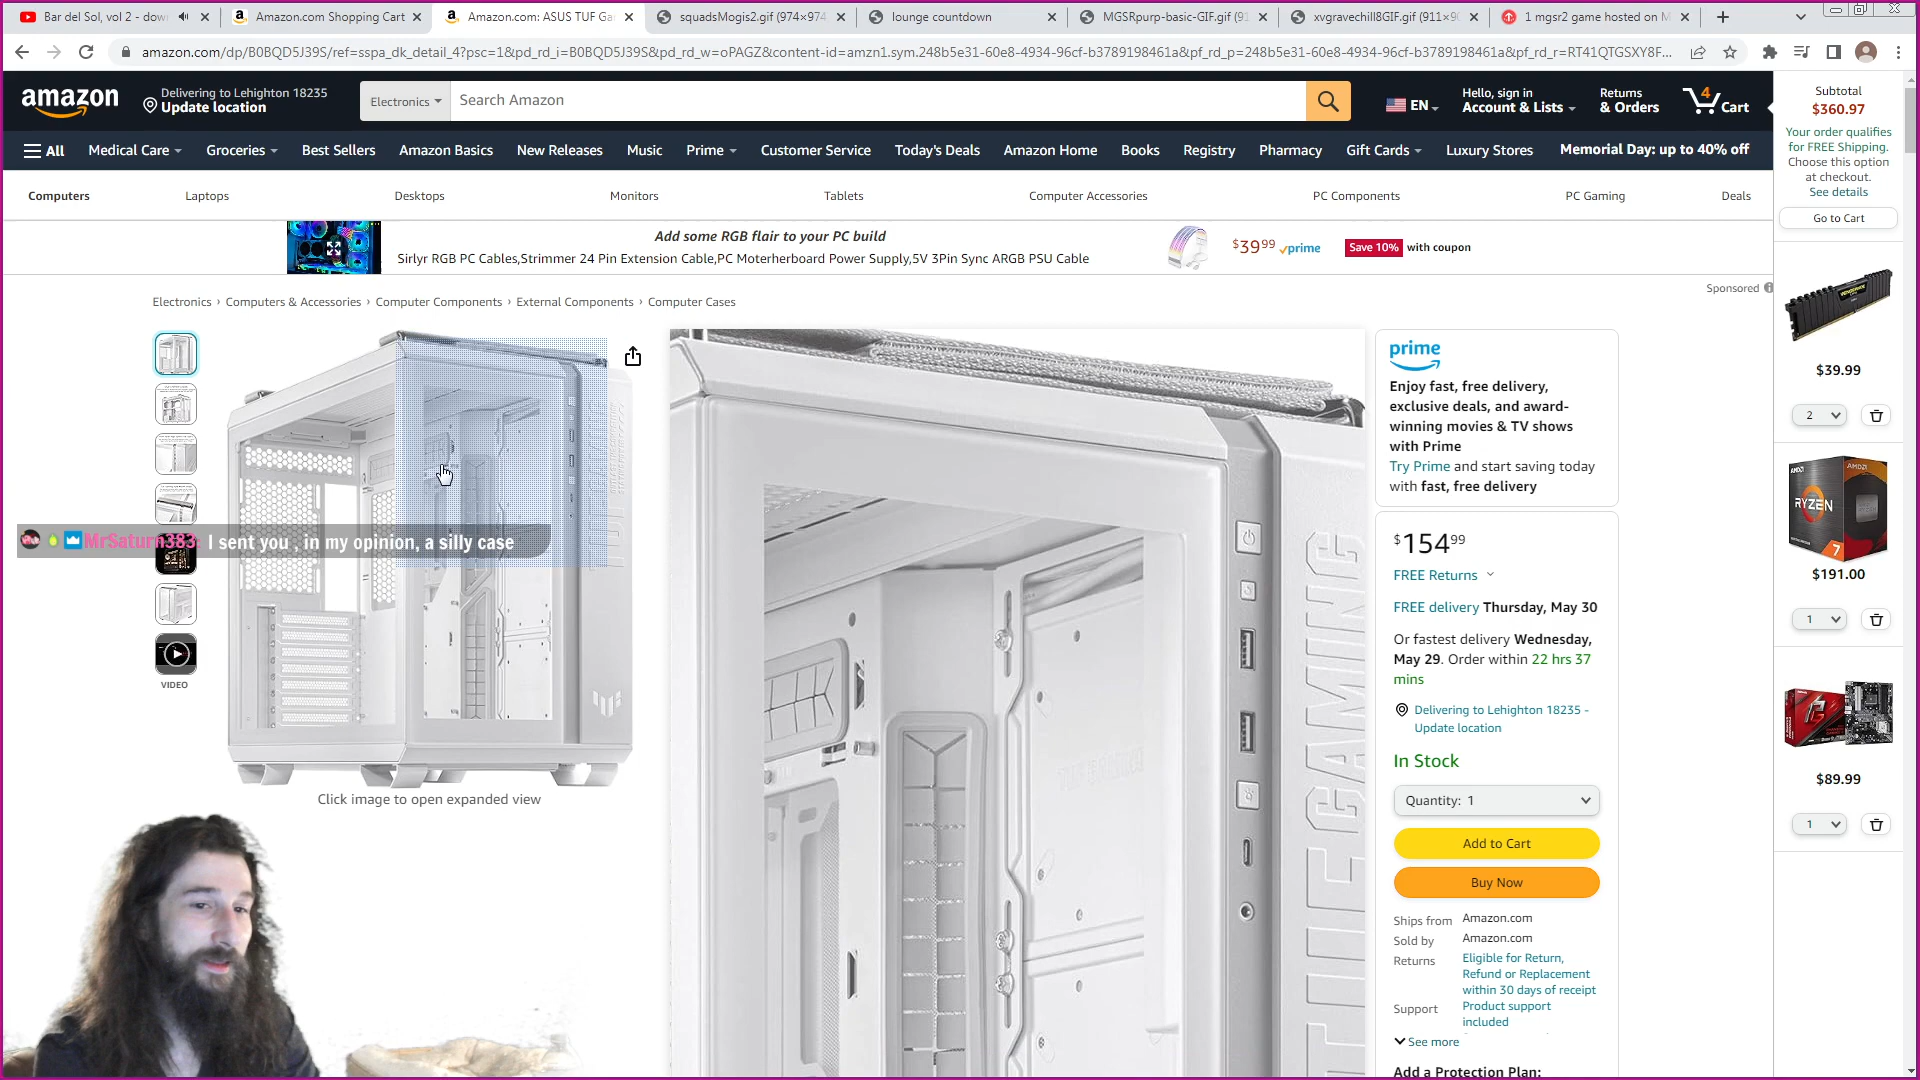 Bar del Sol, vol 2 - dow
Amazon.com Shopping Cart
Amazon.com: ASUS TUF Ga
squadsMogis2.gif (974×974
lounge countdown
MGSRpurp-basic-GIF.gif (91
xvgravechill8GIF.gif (911×90
1 mgsr2 game hosted on M
amazon.com/dp/B0BQD5J39S/ref=sspa_dk_detail_4?psc=1&pd_rd_i=B0BQD5J39S&pd_rd_w=oPAGZ&content-id=amzn1.sym.248b5e31-60e8-4934-96cf-b3789198461a&pf_rd_p=248b5e31-60e8-4934-96cf-b3789198461a&pf_rd_r=RT41QTGSXY8F...
amazon
Delivering to Lehighton 18235
Update location
Electronics
Search Amazon
EN
Hello, sign in
Account & Lists
Returns
& Orders
4
Cart
All
Medical Care
Groceries
Best Sellers
Amazon Basics
New Releases
Music
Prime
Customer Service
Today's Deals
Amazon Home
Books
Registry
Pharmacy
Gift Cards
Luxury Stores
Memorial Day: up to 40% off
Computers
Laptops
Desktops
Monitors
Tablets
Computer Accessories
PC Components
PC Gaming
Deals
Add some RGB flair to your PC build
Sirlyr RGB PC Cables,Strimmer 24 Pin Extension Cable,PC Moterherboard Power Supply,5V 3Pin Sync ARGB PSU Cable
$39 99 prime
Save 10% with coupon
Sponsored
Electronics › Computers & Accessories › Computer Components › External Components › Computer Cases
MrSaturn383: I sent you , in my opinion, a silly case
VIDEO
Click image to open expanded view
TUF GAMING
prime
Enjoy fast, free delivery,
exclusive deals, and award-
winning movies & TV shows
with Prime
Try Prime and start saving today
with fast, free delivery
$154 99
FREE Returns
FREE delivery Thursday, May 30
Or fastest delivery Wednesday,
May 29. Order within 22 hrs 37
mins
Delivering to Lehighton 18235 -
Update location
In Stock
Quantity: 1
Add to Cart
Buy Now
Ships from Amazon.com
Sold by Amazon.com
Returns Eligible for Return,
Refund or Replacement
within 30 days of receipt
Support Product support
included
See more
Add a Protection Plan:
Subtotal
$360.97
Your order qualifies
for FREE Shipping.
Choose this option
at checkout.
See details
Go to Cart
VENGEANCE
$39.99
2
AMD
RYZEN
7
$191.00
1
$89.99
1